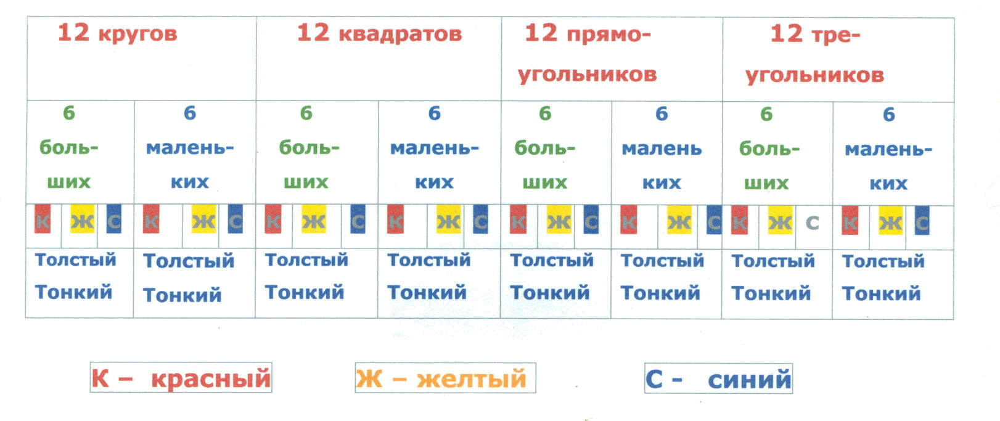 12 кругов 12 квадратов 12 прямо- 12 тре-
угольников угольников
6 6 6 6 6 6 6 6
боль- малень- боль- малень- боль- малень боль- малень-
ших ких ших ких ших ких ших ких
К Ж С К Ж С К Ж С К Ж С К Ж С К Ж С К Ж С К Ж С
Толстый Толстый Толстый Толстый Толстый Толстый Толстый Толстый
Тонкий Тонкий Тонкий Тонкий Тонкий Тонкий Тонкий Тонкий
К – красный Ж – желтый С - синий